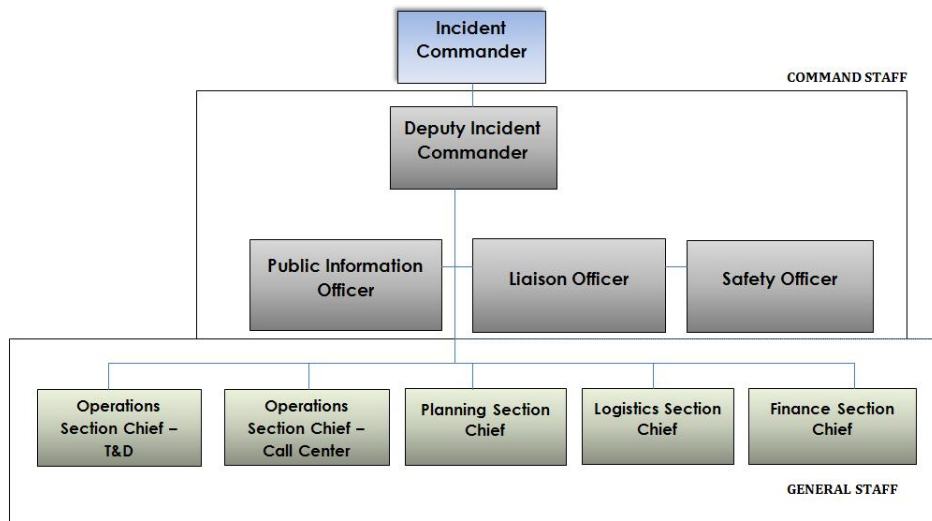 Incident
Commander
COMMAND STAFF
Deputy Incident
Commander
Public Information
Officer
Liaison Officer
Safety Officer
Operations
Section Chief –
T&D
Operations
Section Chief –
Call Center
Planning Section
Chief
Logistics Section
Chief
Finance Section
Chief
GENERAL STAFF